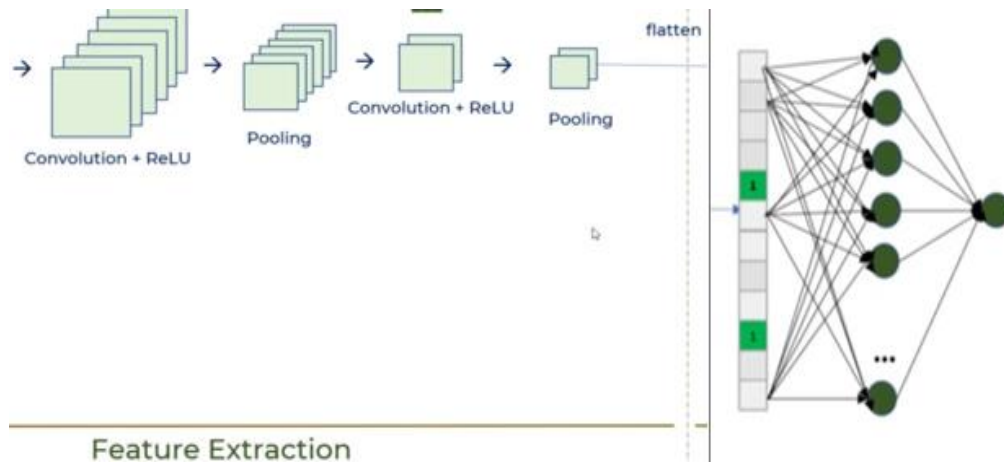 flatten
Convolution + ReLU
Pooling
Convolution + ReLU
Pooling
1
1
...
Feature Extraction